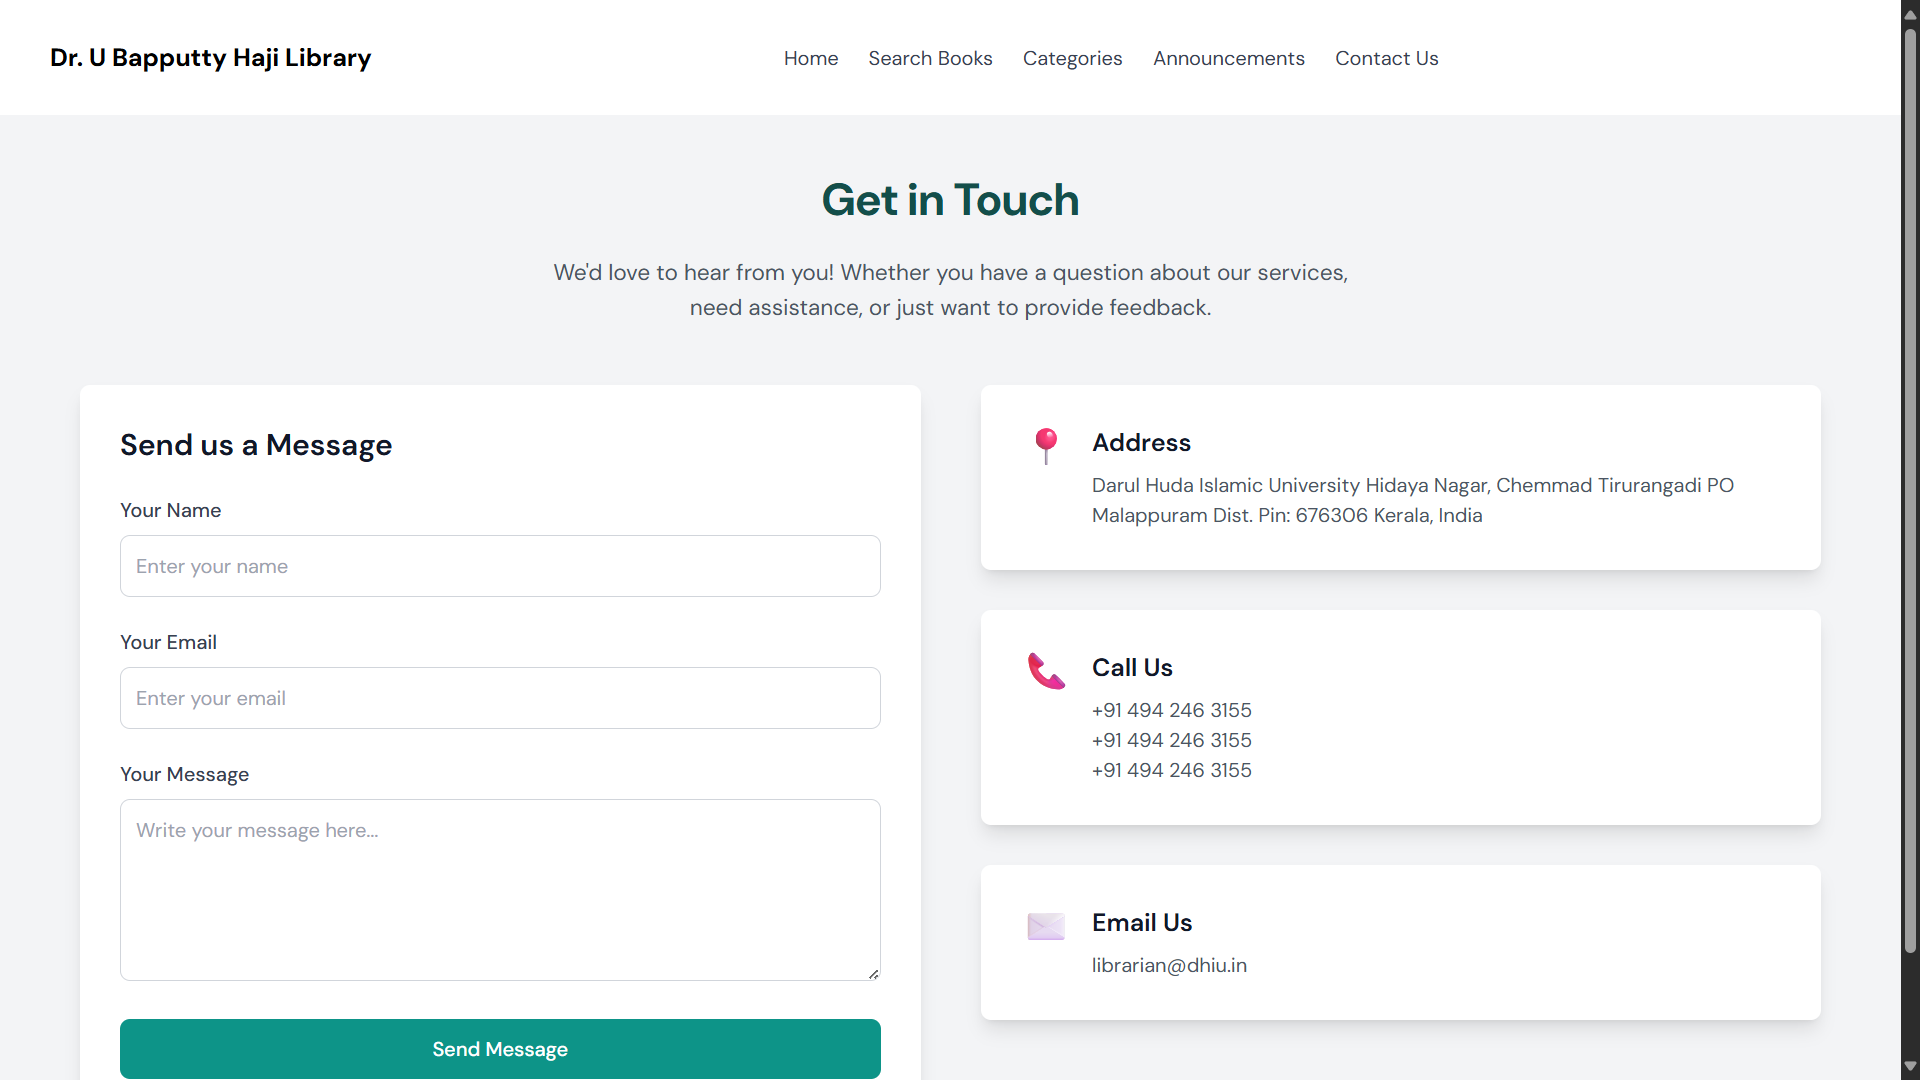 Dr. U Bapputty Haji Library
Home
Search Books
Categories
Announcements
Contact Us
Get in Touch
We'd love to hear from you! Whether you have a question about our services,
need assistance, or just want to provide feedback.
Send us a Message
Your Name
Enter your name
Your Email
Enter your email
Your Message
Write your message here...
Send Message
Address
Darul Huda Islamic University Hidaya Nagar, Chemmad Tirurangadi PO
Malappuram Dist. Pin: 676306 Kerala, India
Call Us
+91 494 246 3155
+91 494 246 3155
+91 494 246 3155
Email Us
librarian@dhiu.in